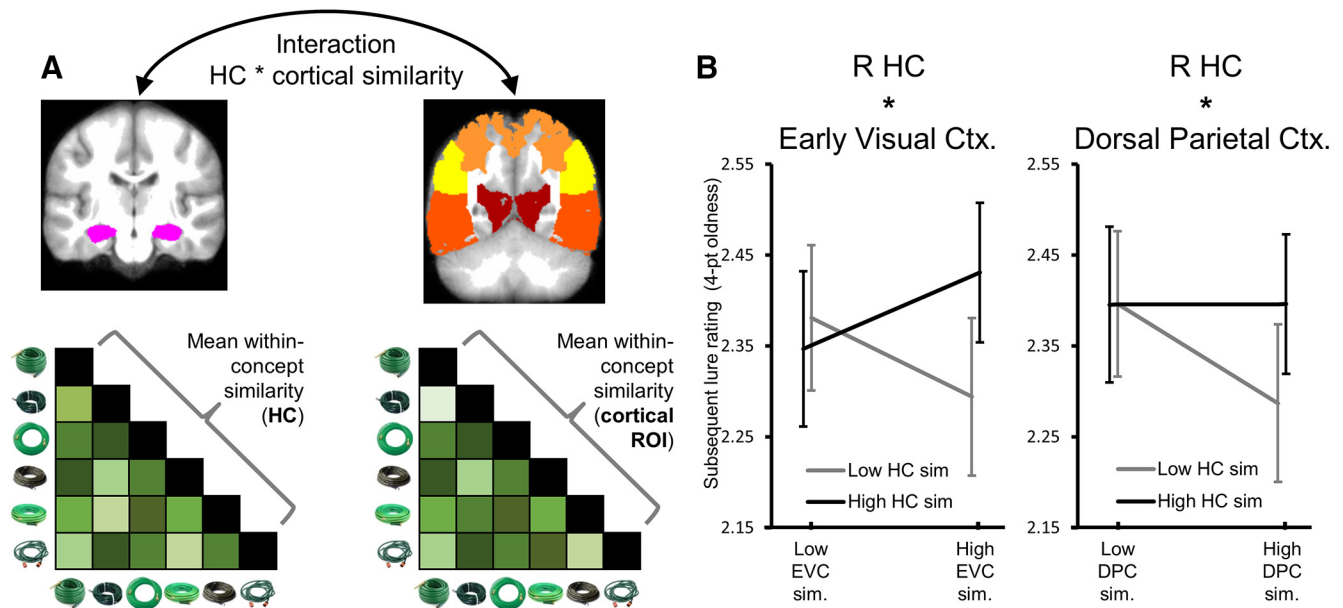 A
Interaction
HC * cortical similarity
Mean within-
concept
similarity
(HC)
Mean within-
concept
similarity
(cortical
ROI)
B
R HC
*
Early Visual Ctx.
Subsequent lure rating (4-pt oldness)
2.55
2.45
2.35
2.25
2.15
Low HC sim
High HC sim
Low
EVC
sim.
High
EVC
sim.
R HC
*
Dorsal Parietal Ctx.
2.55
2.45
2.35
2.25
2.15
Low HC sim
High HC sim
Low
DPC
sim.
High
DPC
sim.